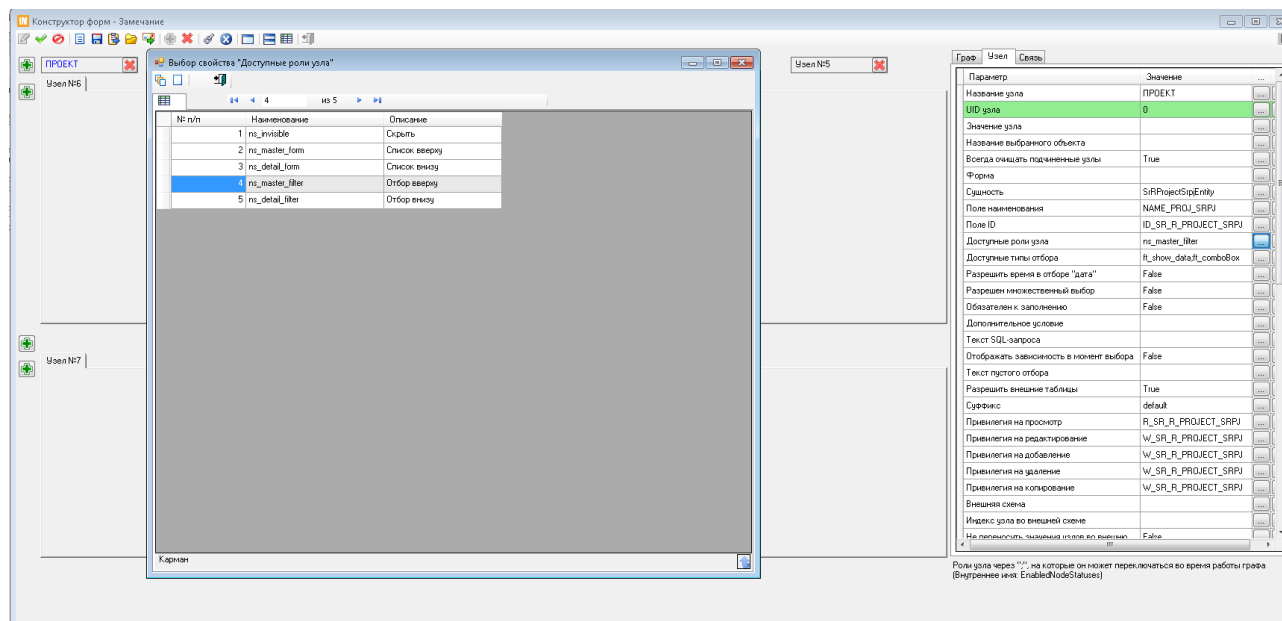 Конструктор форм - Замечание
ПРОЕКТ
Узел №6
Узел №5
Узел №7
Выбор свойства "Доступные роли узла"
4 из 5
№ п/п Наименование Описание
1 ns_invisible Скрыть
2 ns_master_form Список вверху
3 ns_detail_form Список внизу
4 ns_master_filter Отбор вверху
5 ns_detail_filter Отбор внизу
Карман
Граф Узел Связь
Параметр Значение ...
Название узла ПРОЕКТ ...
UID узла 0 ...
Значение узла ...
Название выбранного объекта ...
Всегда очищать подчиненные узлы True ...
Форма ...
Сущность SrRProjectSrpjEntity ...
Поле наименования NAME_PROJ_SRPJ ...
Поле ID ID_SR_R_PROJECT_SRPJ ...
Доступные роли узла ns_master_filter ...
Доступные типы отбора ft_show_data;ft_comboBox ...
Разрешить время в отборе "дата" False ...
Разрешен множественный выбор False ...
Обязателен к заполнению False ...
Дополнительное условие ...
Текст SQL-запроса ...
Отображать зависимость в момент выбора False ...
Текст пустого отбора ...
Разрешить внешние таблицы True ...
Суффикс default ...
Привилегия на просмотр R_SR_R_PROJECT_SRPJ ...
Привилегия на редактирование W_SR_R_PROJECT_SRPJ ...
Привилегия на добавление W_SR_R_PROJECT_SRPJ ...
Привилегия на удаление W_SR_R_PROJECT_SRPJ ...
Привилегия на копирование W_SR_R_PROJECT_SRPJ ...
Внешняя схема ...
Индекс узла во внешней схеме ...
Не переносить значения узлов во внешню False ...
Роли узла через ";", на которые он может переключаться во время работы графа
(Внутреннее имя: EnabledNodeStatuses)